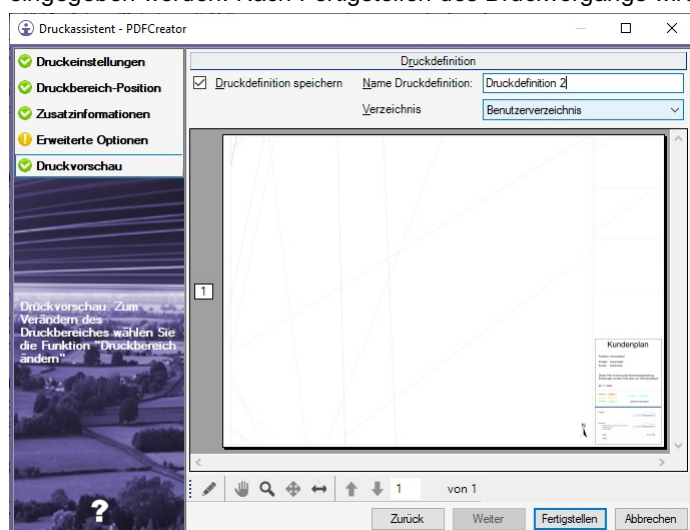 eingegeben werden. Nach Fertigstellen des Druckvorgangs wird
Druckassistent - PDFCreator
Druckeinstellungen
Druckbereich-Position
Zusatzinformationen
Erweiterte Optionen
Druckvorschau
Druckvorschau. Zum
Verändern des
Druckbereiches wählen Sie
die Funktion "Druckbereich
ändern"
?
Druckdefinition
Druckdefinition speichern Name Druckdefinition: Druckdefinition 2
Verzeichnis Benutzerverzeichnis
1
Kundenplan
N
1 von 1
Zurück Weiter Fertigstellen Abbrechen